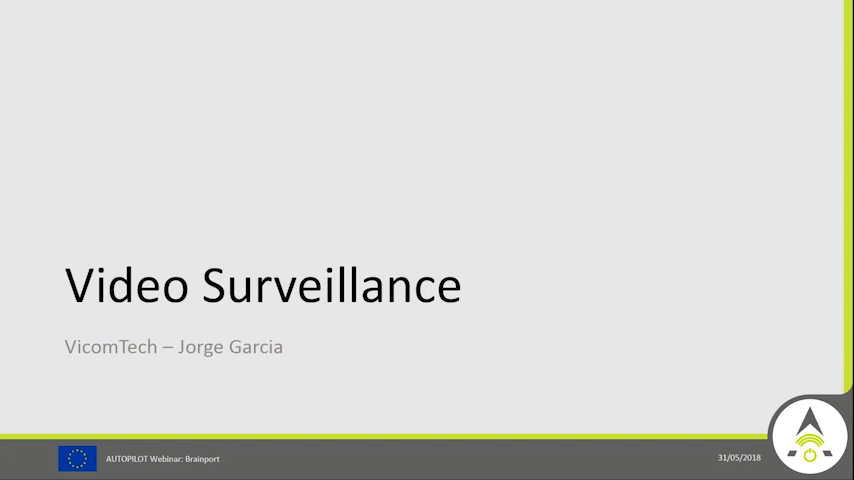 Video Surveillance
VicomTech – Jorge Garcia
AUTOPILOT Webinar: Brainport
31/05/2018